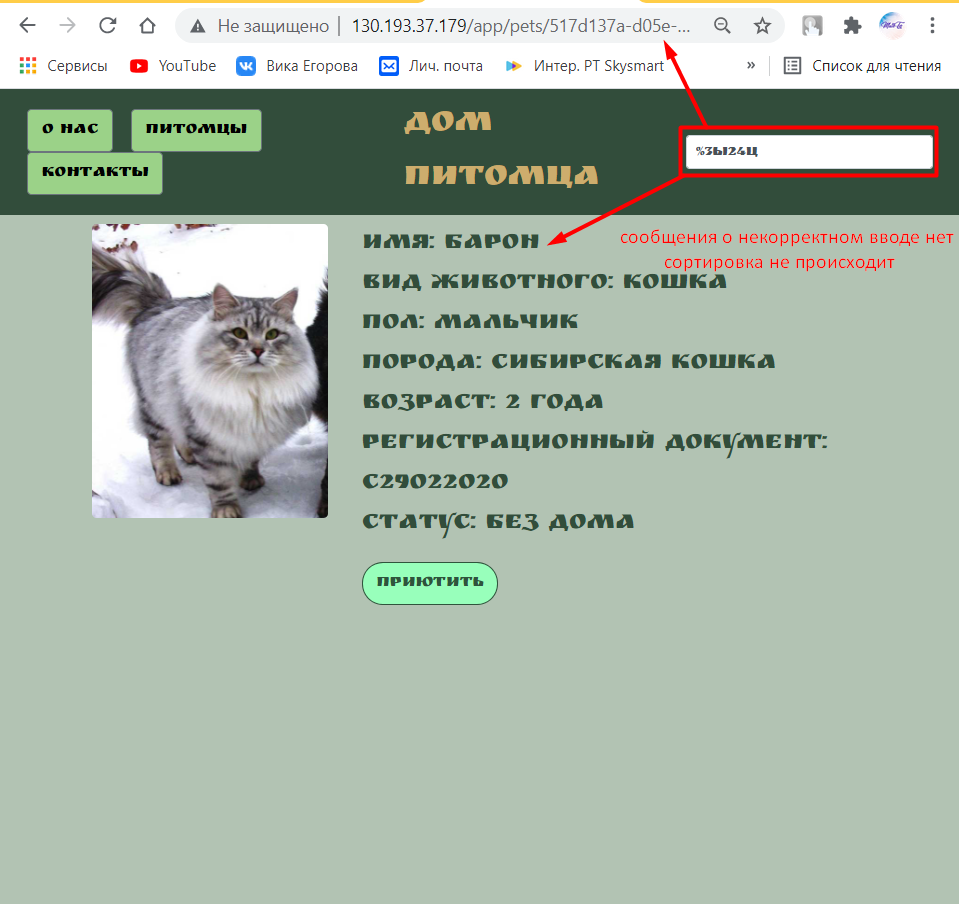 Не защищено | 130.193.37.179/app/pets/517d137a-d05e-...
Сервисы YouTube Вика Егорова Лич. почта Интер. РТ Skysmart » Список для чтения
О НАС ПИТОМЦЫ
КОНТАКТЫ
ДОМ
ПИТОМЦА
%ЗЫ24Ц
сообщения о некорректном вводе нет
сортировка не происходит
ИМЯ: БАРОН
ВИД ЖИВОТНОГО: КОШКА
ПОЛ: МАЛЬЧИК
ПОРОДА: СИБИРСКАЯ КОШКА
ВОЗРАСТ: 2 ГОДА
РЕГИСТРАЦИОННЫЙ ДОКУМЕНТ:
С29022020
СТАТУС: БЕЗ ДОМА
ПРИЮТИТЬ